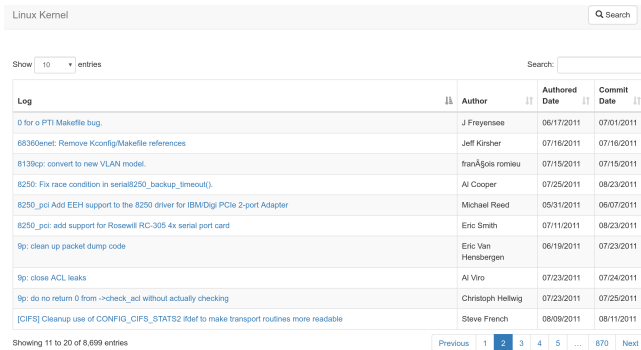 Linux Kernel
Search
Show 10 entries
Search:
Log Author Authored Date Commit Date
0 for o PTI Makefile bug. J Freyensee 06/17/2011 07/01/2011
68360enet: Remove Kconfig/Makefile references Jeff Kirsher 07/16/2011 07/16/2011
8139cp: convert to new VLAN model. franÃ§ois romieu 07/15/2011 07/15/2011
8250: Fix race condition in serial8250_backup_timeout(). Al Cooper 07/25/2011 08/23/2011
8250_pci Add EEH support to the 8250 driver for IBM/Digi PCIe 2-port Adapter Michael Reed 05/31/2011 06/07/2011
8250_pci: add support for Rosewill RC-305 4x serial port card Eric Smith 07/11/2011 08/23/2011
9p: clean up packet dump code Eric Van Hensbergen 06/19/2011 07/23/2011
9p: close ACL leaks Al Viro 07/23/2011 07/24/2011
9p: do no return 0 from ->check_acl without actually checking Christoph Hellwig 07/23/2011 07/25/2011
[CIFS] Cleanup use of CONFIG_CIFS_STATS2 ifdef to make transport routines more readable Steve French 08/09/2011 08/11/2011
Showing 11 to 20 of 8,699 entries
Previous 1 2 3 4 5 … 870 Next